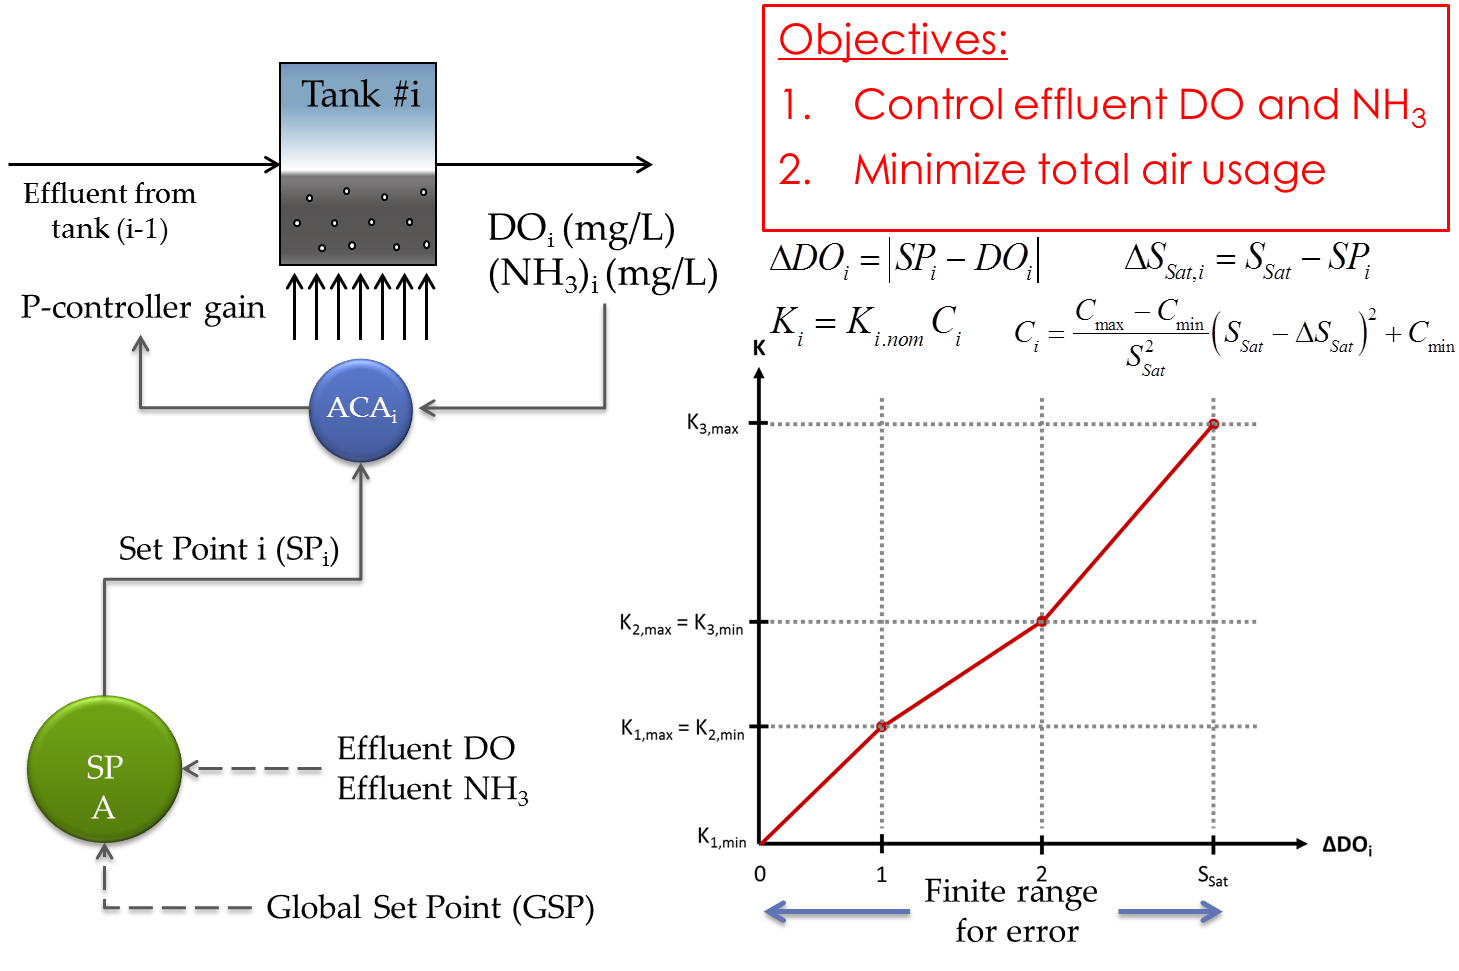 Tank #i
Effluent from
tank (i-1)
DOi (mg/L)
(NH3)i (mg/L)
P-controller gain
ACAi
Set Point i (SPi)
SP
A
Effluent DO
Effluent NH3
Global Set Point (GSP)
Objectives:
1. Control effluent DO and NH3
2. Minimize total air usage
ΔDOi = |SPi − DOi|
ΔSSat,i = SSat − SPi
Ki = Ki.nom Ci
Ci = (Cmax − Cmin)/S²Sat (SSat − ΔSSat)² + Cmin
K
K3,max
K2,max = K3,min
K1,max = K2,min
K1,min
0 1 2 SSat
ΔDOi
Finite range
for error